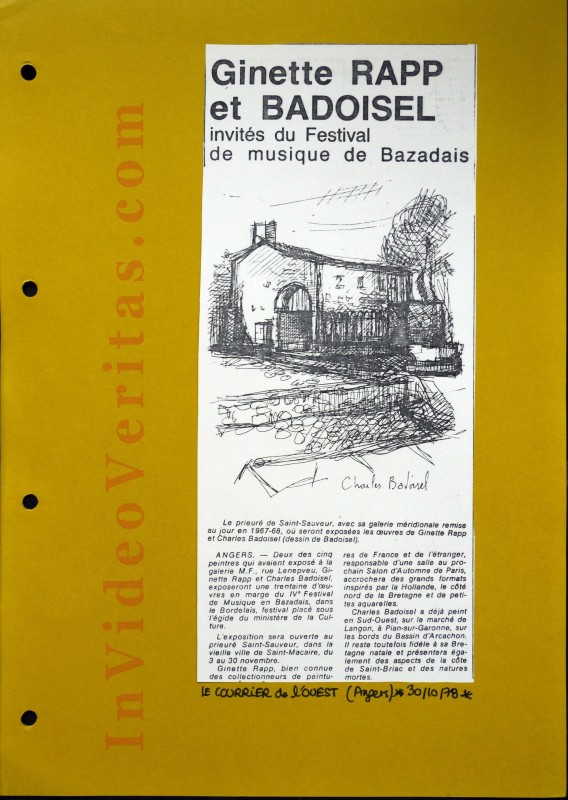 Ginette RAPP
et BADOISEL
invités du Festival
de musique de Bazadais
Charles Badoisel
Le prieuré de Saint-Sauveur, avec sa galerie méridionale remise
au jour en 1967-68, où seront exposées les œuvres de Ginette Rapp
et Charles Badoisel (dessin de Badoisel).
ANGERS. — Deux des cinq
peintres qui avaient exposé à la
galerie M.F., rue Lenepveu, Gi-
nette Rapp et Charles Badoisel,
exposeront une trentaine d'œu-
vres en marge du IVe Festival
de Musique en Bazadais, dans
le Bordelais, festival placé sous
l'égide du ministère de la Cul-
ture.
L'exposition sera ouverte au
prieuré Saint-Sauveur, dans la
vieille ville de Saint-Macaire, du
3 au 30 novembre.
Ginette Rapp, bien connue
des collectionneurs de peintu-
res de France et de l'étranger,
responsable d'une salle au pro-
chain Salon d'Automne de Paris,
accrochera des grands formats
inspirés par la Hollande, le côté
nord de la Bretagne et de peti-
tes aquarelles.
Charles Badoisel a déjà peint
en Sud-Ouest, sur le marché de
Langon, à Plan-sur-Garonne, sur
les bords du Bassin d'Arcachon.
Il reste toutefois fidèle à sa Bre-
tagne natale et présentera éga-
lement des aspects de la côte
de Saint-Briac et des natures
mortes.
LE COURRIER de L'OUEST (Angers) * 30/10/78 *
InVideoVeritas.com